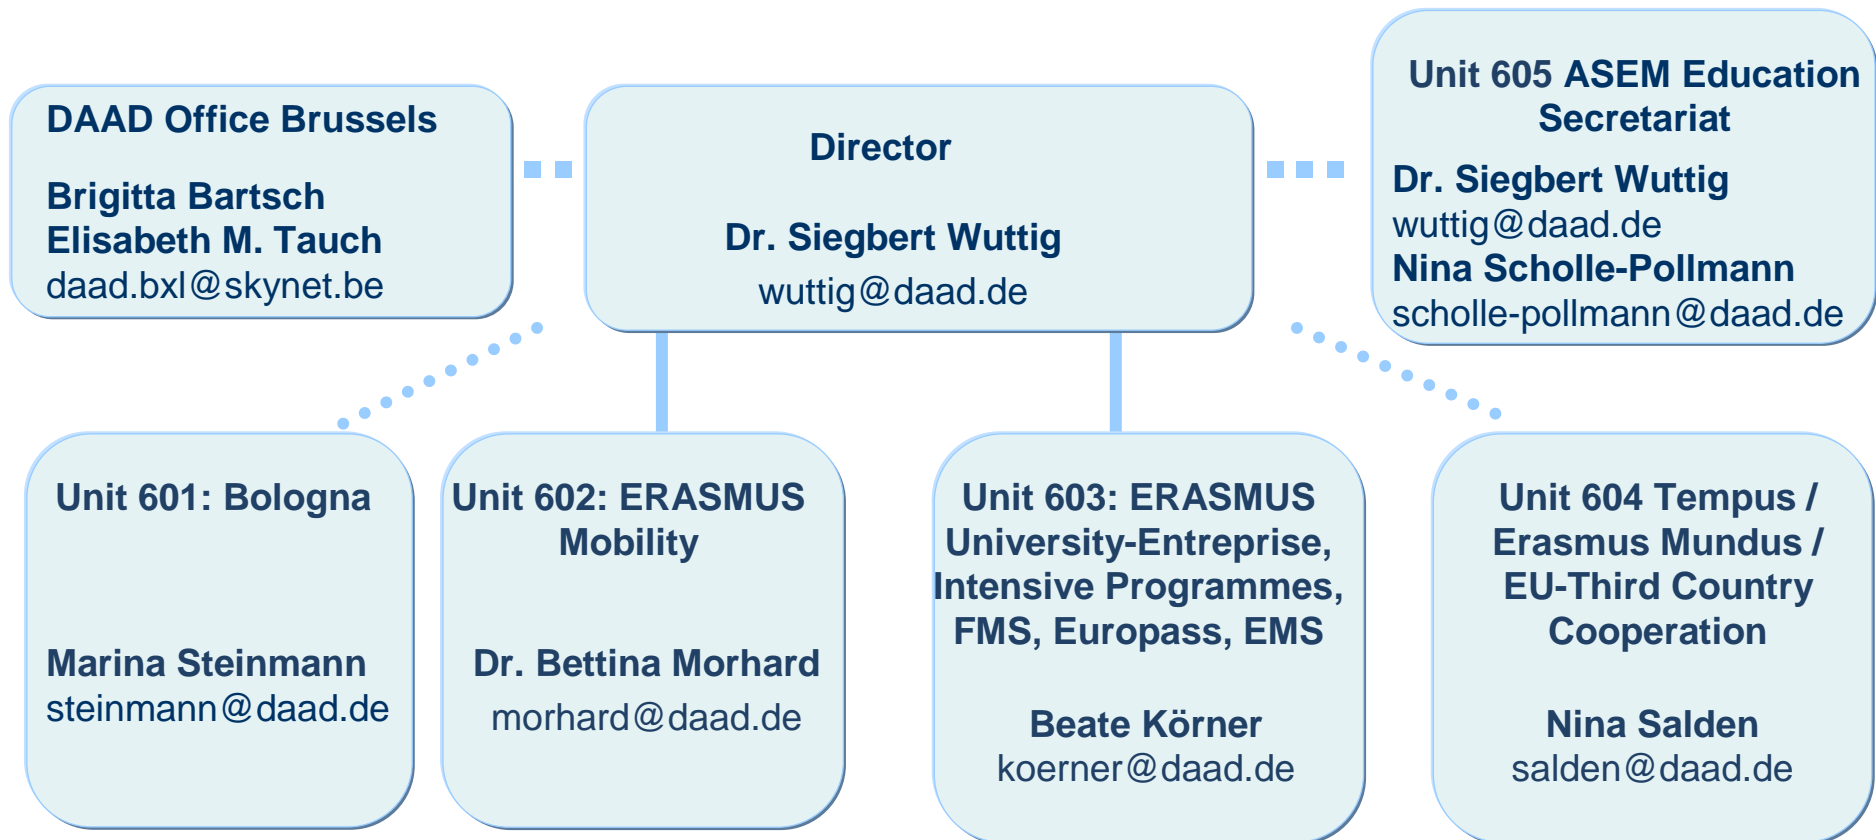 DAAD Office Brussels
Brigitta Bartsch
Elisabeth M. Tauch
daad.bxl@skynet.be
Director
Dr. Siegbert Wuttig
wuttig@daad.de
Unit 605 ASEM Education
Secretariat
Dr. Siegbert Wuttig
wuttig@daad.de
Nina Scholle-Pollmann
scholle-pollmann@daad.de
Unit 601: Bologna
Marina Steinmann
steinmann@daad.de
Unit 602: ERASMUS
Mobility
Dr. Bettina Morhard
morhard@daad.de
Unit 603: ERASMUS
University-Entreprise,
Intensive Programmes,
FMS, Europass, EMS
Beate Körner
koerner@daad.de
Unit 604 Tempus /
Erasmus Mundus /
EU-Third Country
Cooperation
Nina Salden
salden@daad.de